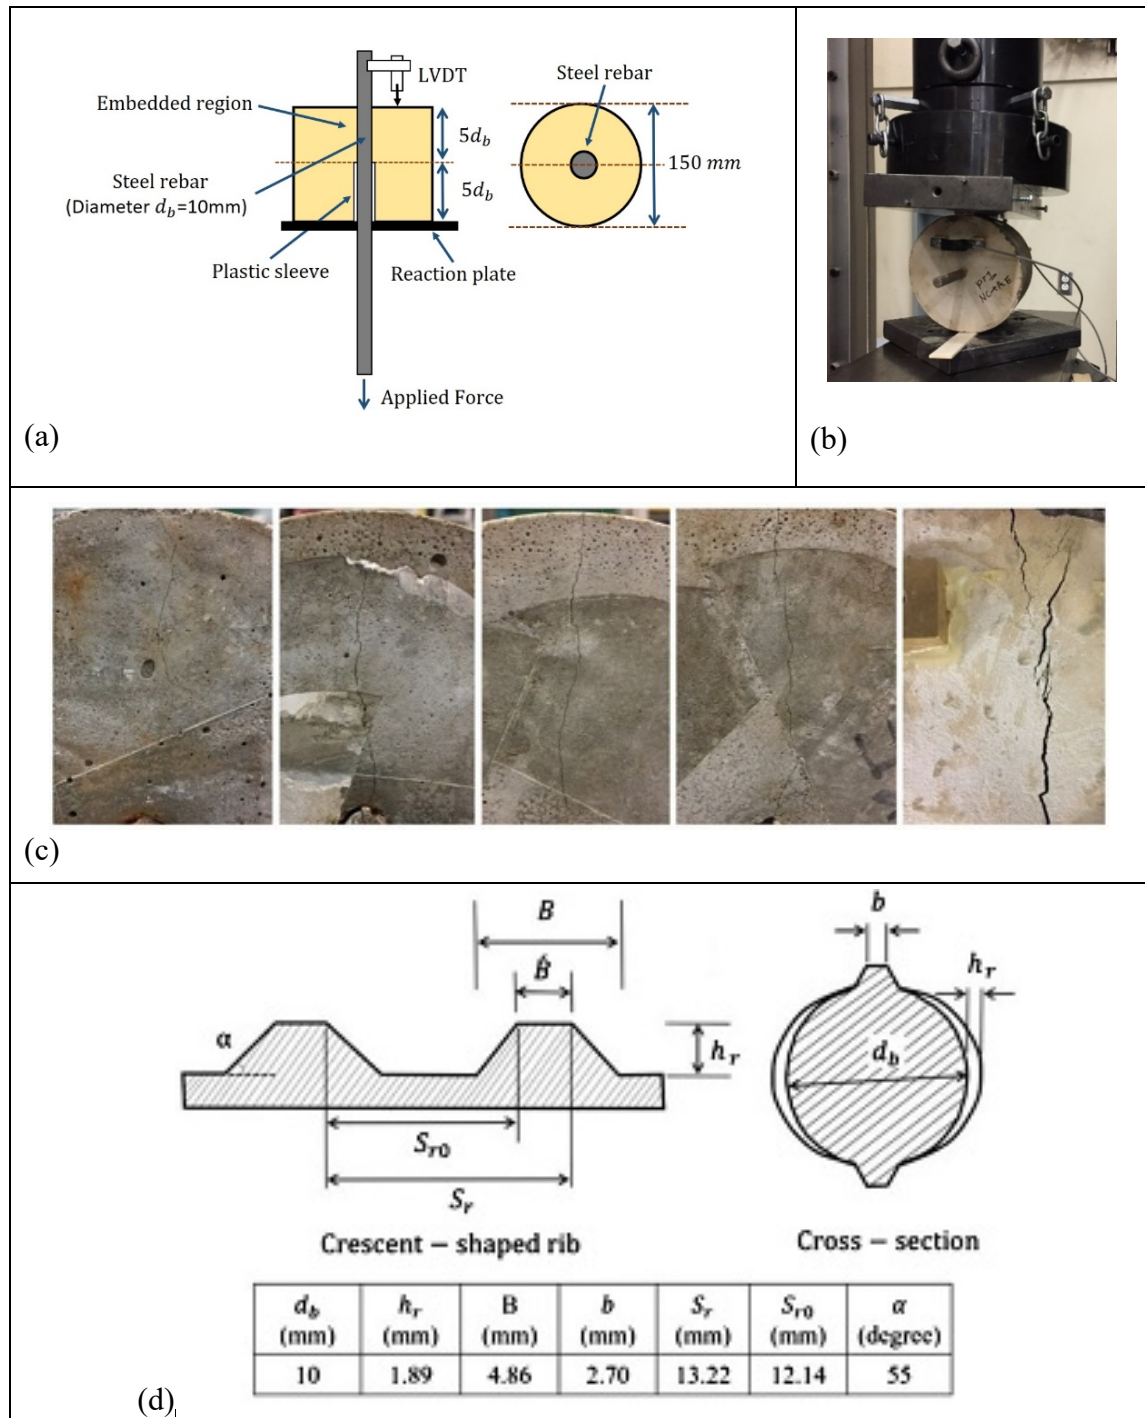 LVDT
Embedded region
5d_b
Steel rebar
(Diameter d_b=10mm)
5d_b
Plastic sleeve
Reaction plate
Applied Force
(a)
Steel rebar
150 mm
(b)
(c)
B
B́
α
h_r
S_r0
S_r
Crescent – shaped rib
b
h_r
d_b
Cross – section
d_b (mm) h_r (mm) B (mm) b (mm) S_r (mm) S_r0 (mm) α (degree)
10 1.89 4.86 2.70 13.22 12.14 55
(d)